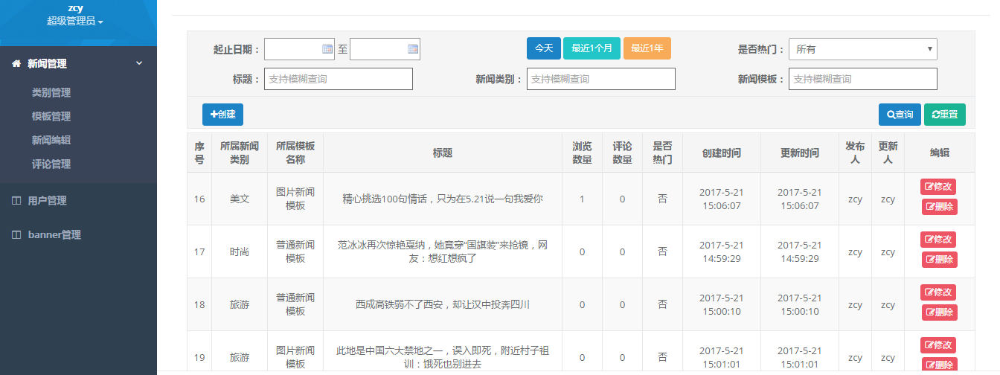 zcy
超级管理员
新闻管理
类别管理
模板管理
新闻编辑
评论管理
用户管理
banner管理
起止日期： 至 今天 最近1个月 最近1年 是否热门： 所有
标题： 支持模糊查询 新闻类别： 支持模糊查询 新闻模板： 支持模糊查询
创建 查询 重置
序号 所属新闻类别 所属模板名称 标题 浏览数量 评论数量 是否热门 创建时间 更新时间 发布人 更新人 编辑
16 美文 图片新闻模板 精心挑选100句情话，只为在5.21说一句我爱你 1 0 否 2017-5-21 15:06:07 2017-5-21 15:06:07 zcy zcy 修改 删除
17 时尚 普通新闻模板 范冰冰再次惊艳戛纳，她竟穿“国旗装”来抢镜，网友：想红想疯了 0 0 否 2017-5-21 14:59:29 2017-5-21 14:59:29 zcy zcy 修改 删除
18 旅游 普通新闻模板 西成高铁弱不了西安，却让汉中投奔四川 0 0 否 2017-5-21 15:00:10 2017-5-21 15:00:10 zcy zcy 修改 删除
19 旅游 图片新闻模板 此地是中国六大禁地之一，误入即死，附近村子祖训：饿死也别进去 0 0 否 2017-5-21 15:01:01 2017-5-21 15:01:01 zcy zcy 修改 删除